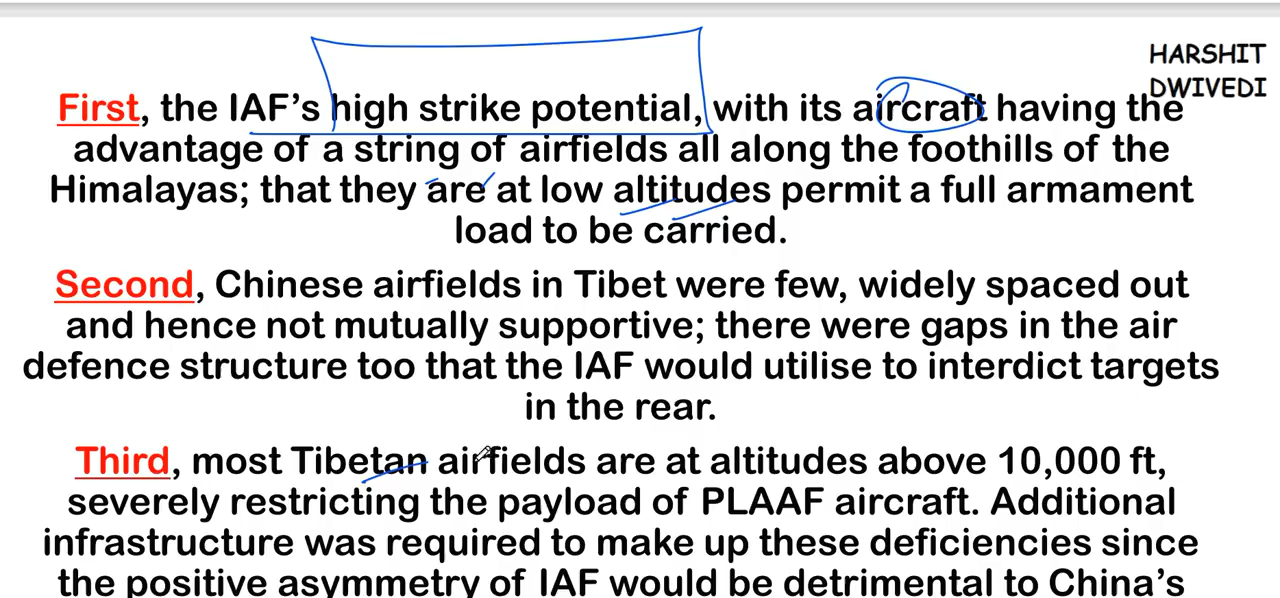 HARSHIT
DWIVEDI
First, the IAF's high strike potential, with its aircraft having the
advantage of a string of airfields all along the foothills of the
Himalayas; that they are at low altitudes permit a full armament
load to be carried.
Second, Chinese airfields in Tibet were few, widely spaced out
and hence not mutually supportive; there were gaps in the air
defence structure too that the IAF would utilise to interdict targets
in the rear.
Third, most Tibetan airfields are at altitudes above 10,000 ft,
severely restricting the payload of PLAAF aircraft. Additional
infrastructure was required to make up these deficiencies since
the positive asymmetry of IAF would be detrimental to China's